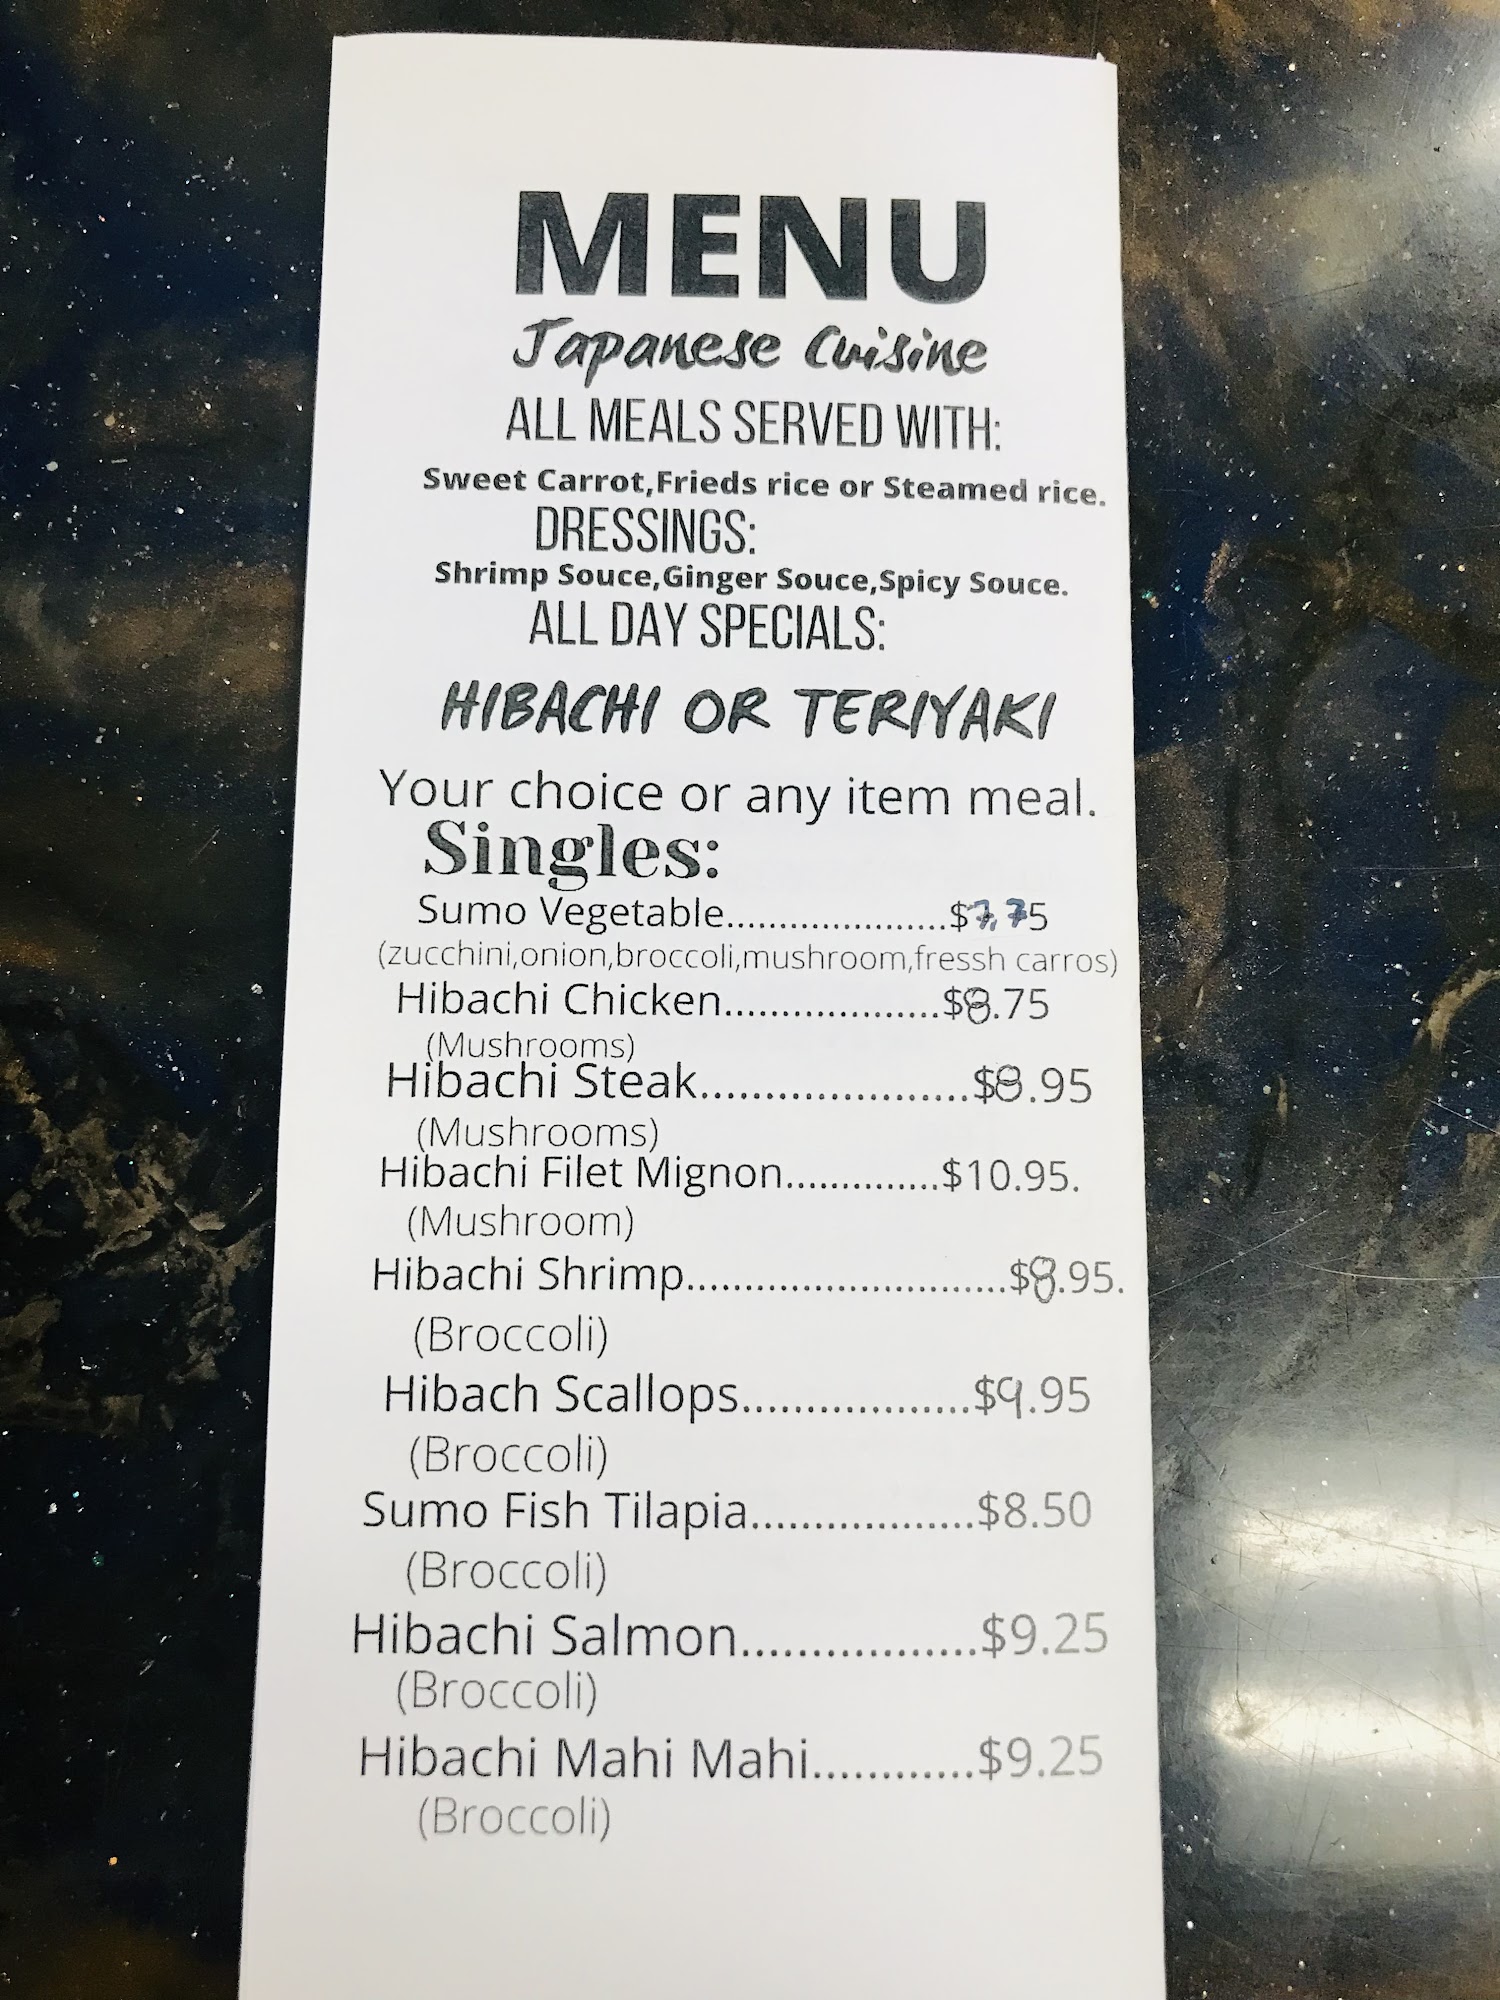 MENU
Japanese Cuisine
ALL MEALS SERVED WITH:
Sweet Carrot,Frieds rice or Steamed rice.
DRESSINGS:
Shrimp Souce,Ginger Souce,Spicy Souce.
ALL DAY SPECIALS:
HIBACHI OR TERIYAKI
Your choice or any item meal.
Singles:
Sumo Vegetable.....................$7,75
(zucchini,onion,broccoli,mushroom,fressh carros)
Hibachi Chicken...................$8.75
(Mushrooms)
Hibachi Steak.....................$8.95
(Mushrooms)
Hibachi Filet Mignon..............$10.95.
(Mushroom)
Hibachi Shrimp...........................$8.95.
(Broccoli)
Hibach Scallops..................$9.95
(Broccoli)
Sumo Fish Tilapia..................$8.50
(Broccoli)
Hibachi Salmon.................$9.25
(Broccoli)
Hibachi Mahi Mahi............$9.25
(Broccoli)